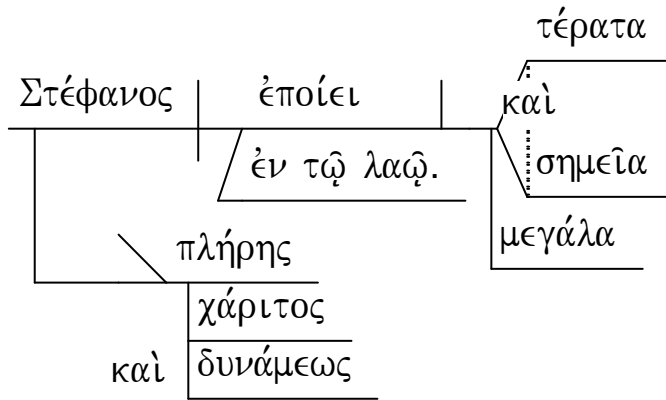 τέρατα
Στέφανος ἐποίει καὶ
ἐν τῷ λαῷ. σημεῖα
πλήρης μεγάλα
χάριτος
καὶ δυνάμεως